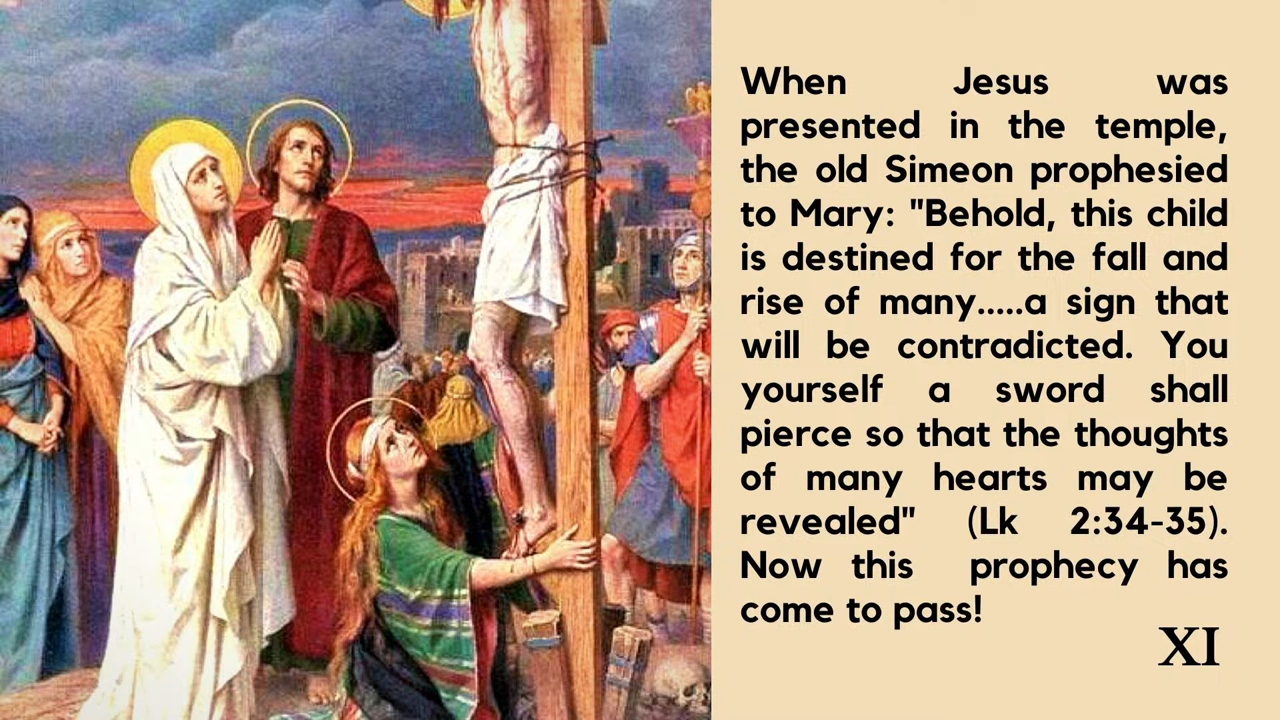 When Jesus was
presented in the temple,
the old Simeon prophesied
to Mary: "Behold, this child
is destined for the fall and
rise of many.....a sign that
will be contradicted. You
yourself a sword shall
pierce so that the thoughts
of many hearts may be
revealed" (Lk 2:34-35).
Now this prophecy has
come to pass!
XI